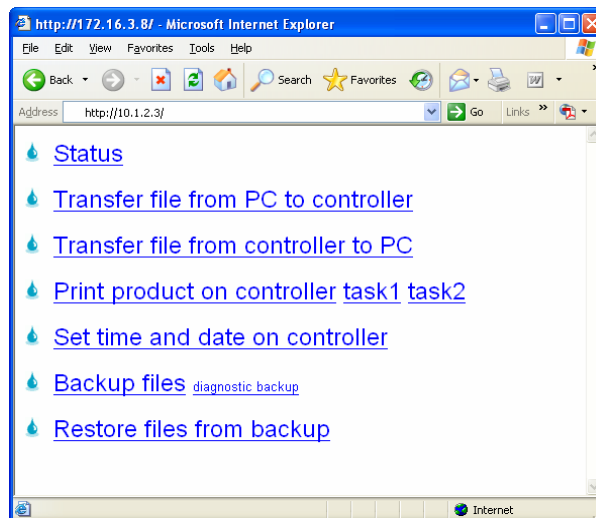 http://172.16.3.8/ - Microsoft Internet Explorer
File Edit View Favorites Tools Help
Back Search Favorites
Address http://10.1.2.3/ Go Links
Status
Transfer file from PC to controller
Transfer file from controller to PC
Print product on controller task1 task2
Set time and date on controller
Backup files diagnostic backup
Restore files from backup
Internet